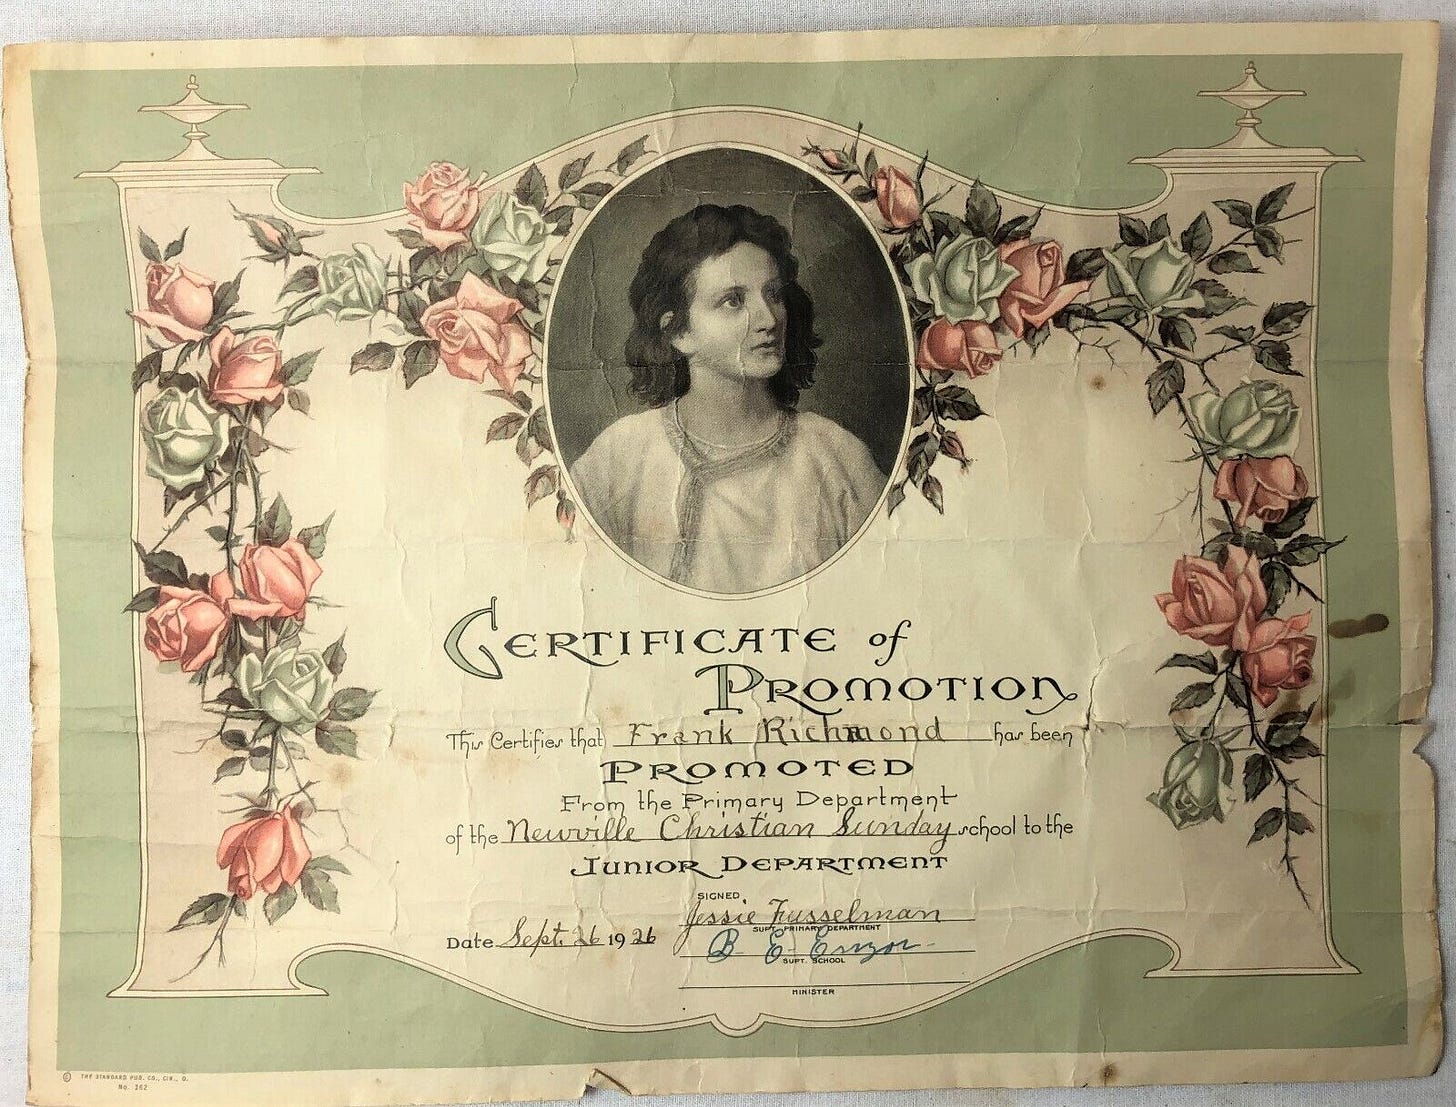 CERTIFICATE of
PROMOTION
This Certifies that Frank Richmond has been
PROMOTED
From the Primary Department
of the Newville Christian Sunday school to the
JUNIOR DEPARTMENT
SIGNED
Jessie Fusselman
SUPT. PRIMARY DEPARTMENT
Date Sept. 26 1926
B. E. Enzor
SUPT. SCHOOL
MINISTER
© THE STANDARD PUB. CO., CIN., O.
No. 162